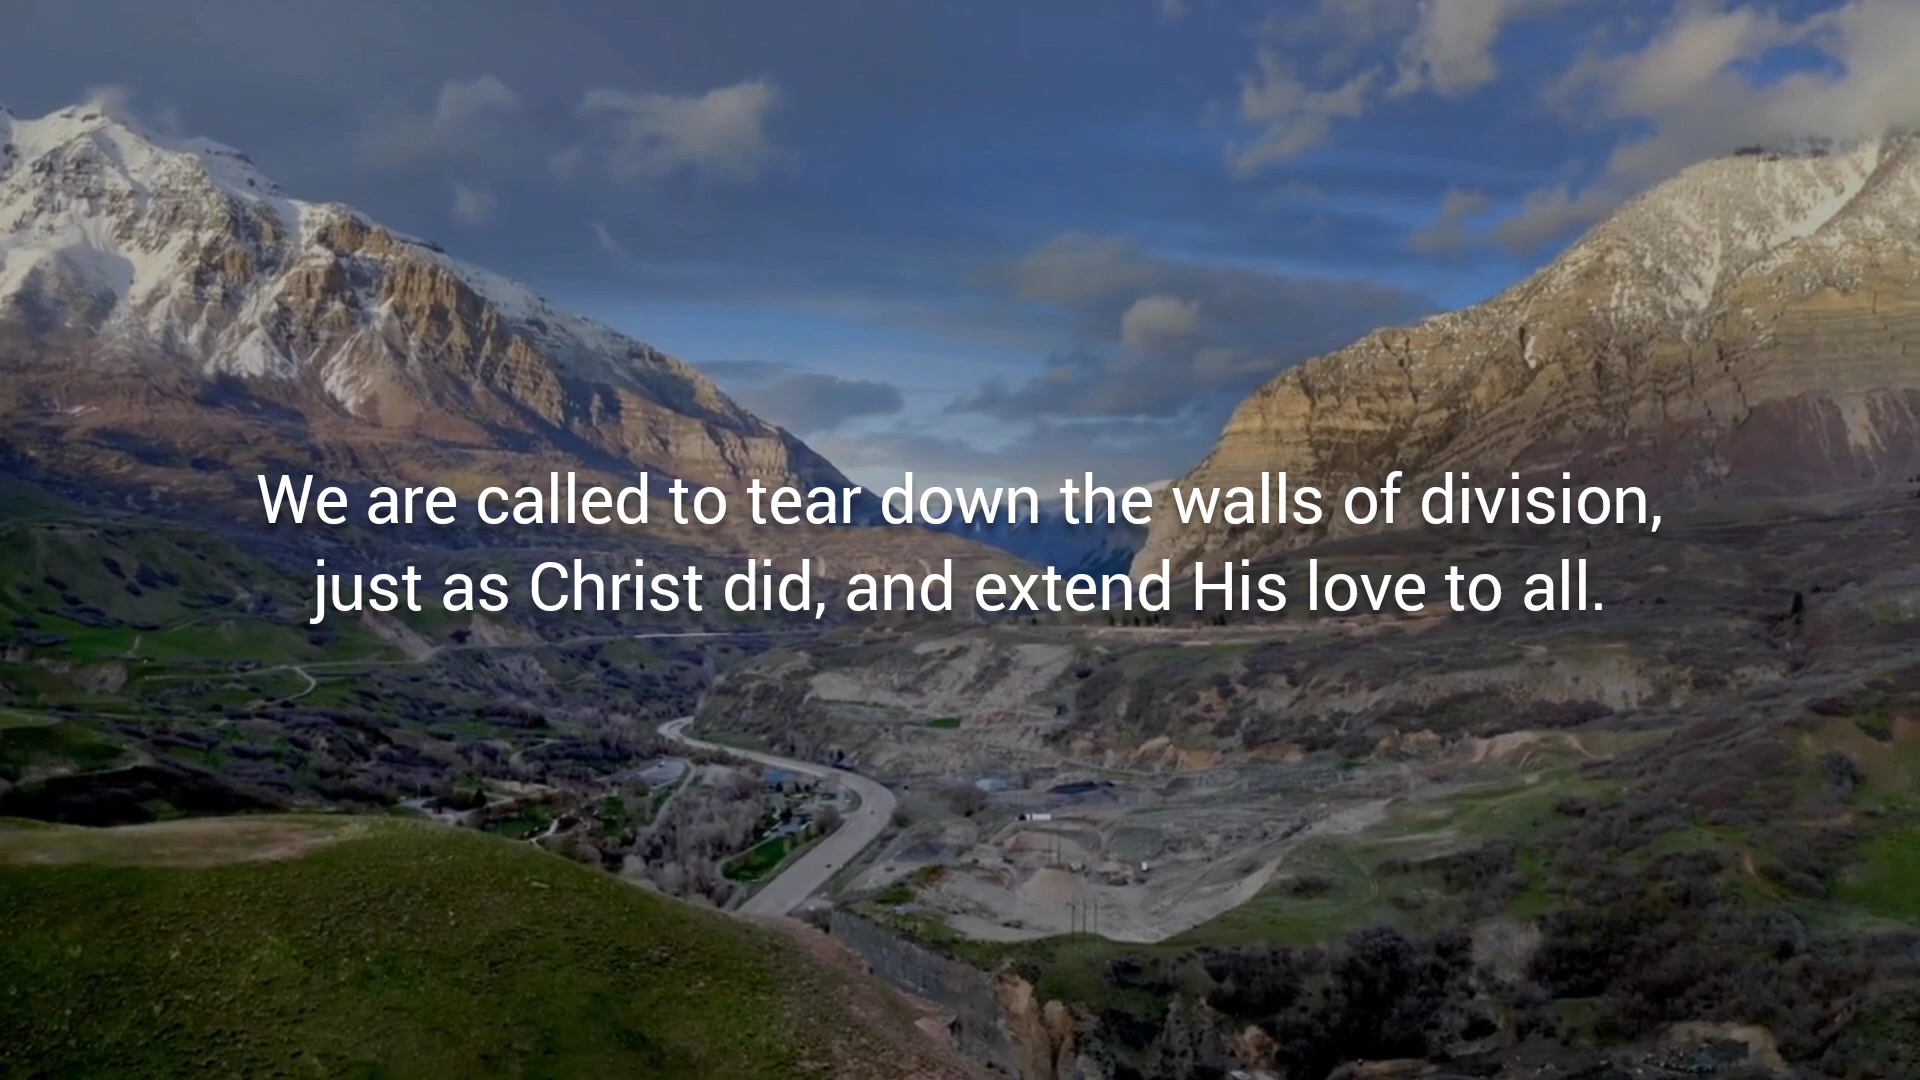 We are called to tear down the walls of division,
just as Christ did, and extend His love to all.